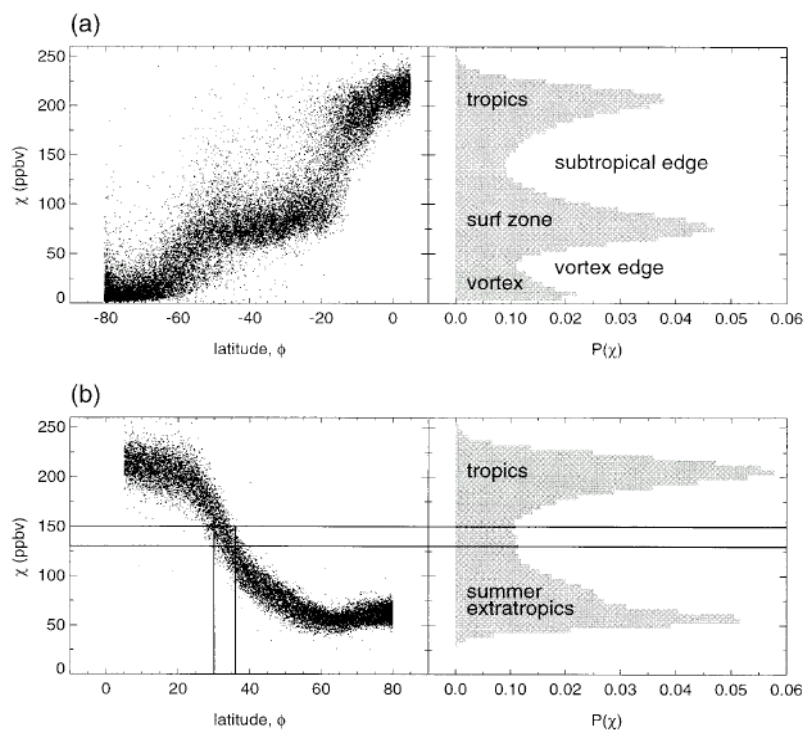 (a)
250
200
150
100
50
0
χ (ppbv)
-80 -60 -40 -20 0
latitude, ϕ
tropics
subtropical edge
surf zone
vortex edge
vortex
0.0 0.10 0.02 0.03 0.04 0.05 0.06
P(χ)
(b)
250
200
150
100
50
0
χ (ppbv)
0 20 40 60 80
latitude, ϕ
tropics
summer
extratropics
0.0 0.10 0.02 0.03 0.04 0.05 0.06
P(χ)